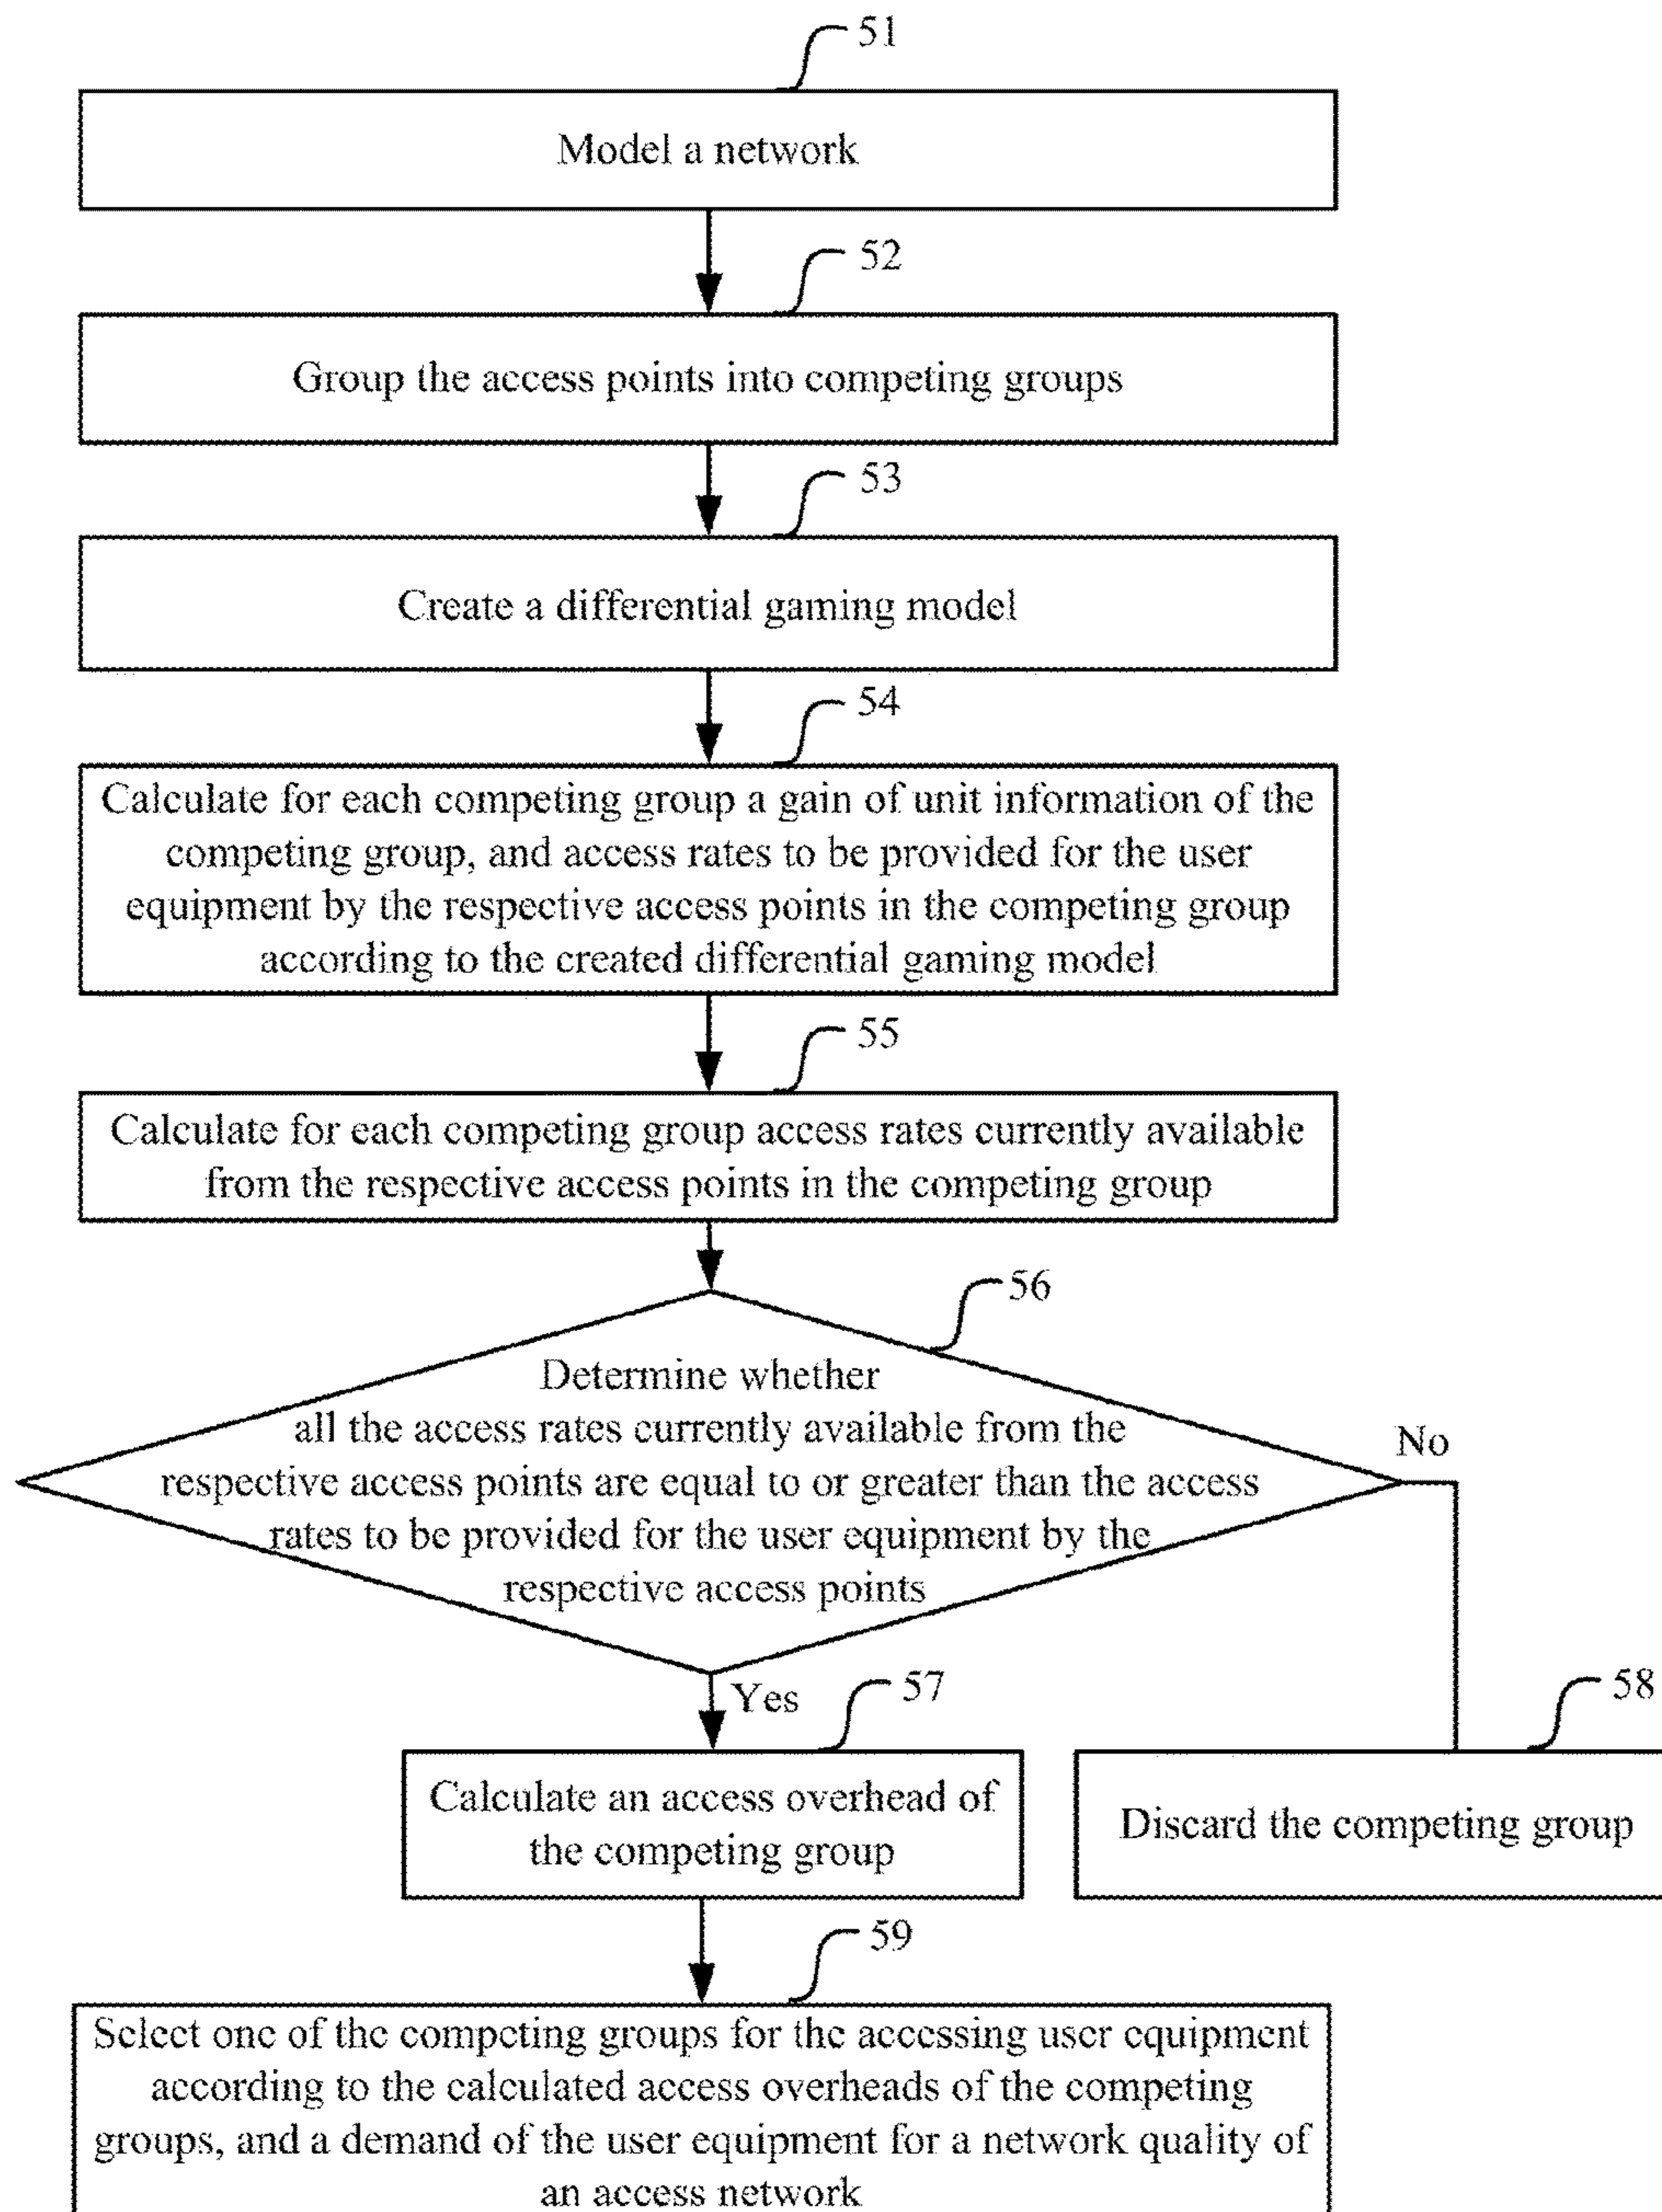 51
Model a network
52
Group the access points into competing groups
53
Create a differential gaming model
54
Calculate for each competing group a gain of unit information of the
competing group, and access rates to be provided for the user
equipment by the respective access points in the competing group
according to the created differential gaming model
55
Calculate for each competing group access rates currently available
from the respective access points in the competing group
56
Determine whether
all the access rates currently available from the
respective access points are equal to or greater than the access
rates to be provided for the user equipment by the
respective access points
No
Yes
57
58
Calculate an access overhead of
the competing group
Discard the competing group
59
Select one of the competing groups for the accessing user equipment
according to the calculated access overheads of the competing
groups, and a demand of the user equipment for a network quality of
an access network